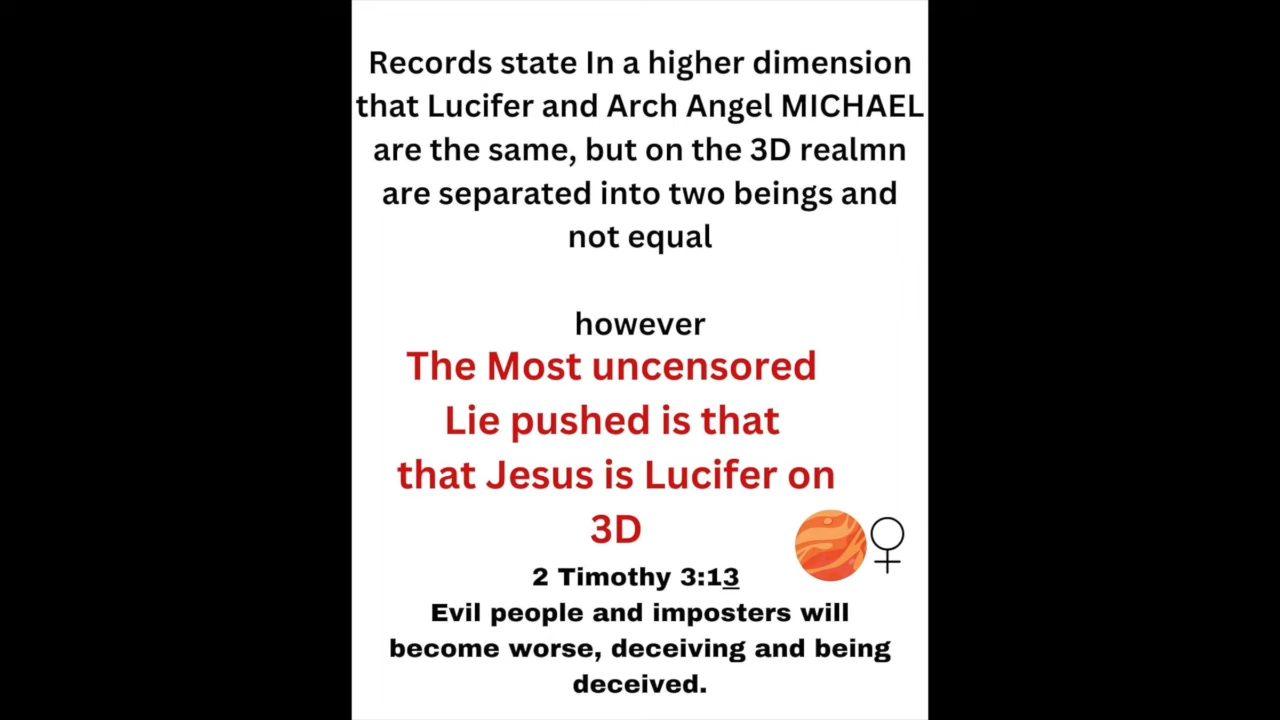 Records state In a higher dimension
that Lucifer and Arch Angel MICHAEL
are the same, but on the 3D realmn
are separated into two beings and
not equal
however
The Most uncensored
Lie pushed is that
that Jesus is Lucifer on
3D
2 Timothy 3:13
Evil people and imposters will
become worse, deceiving and being
deceived.